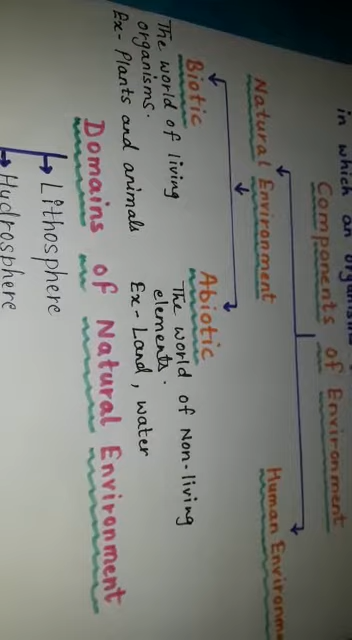 in which an organism
Components of Environment
Natural Environment
Human Environm
Biotic
Abiotic
The world of living
organisms.
Ex- Plants and animals
The world of Non-living
elements.
Ex- Land, water
Domains of Natural Environment
Lithosphere
Hydrosphere